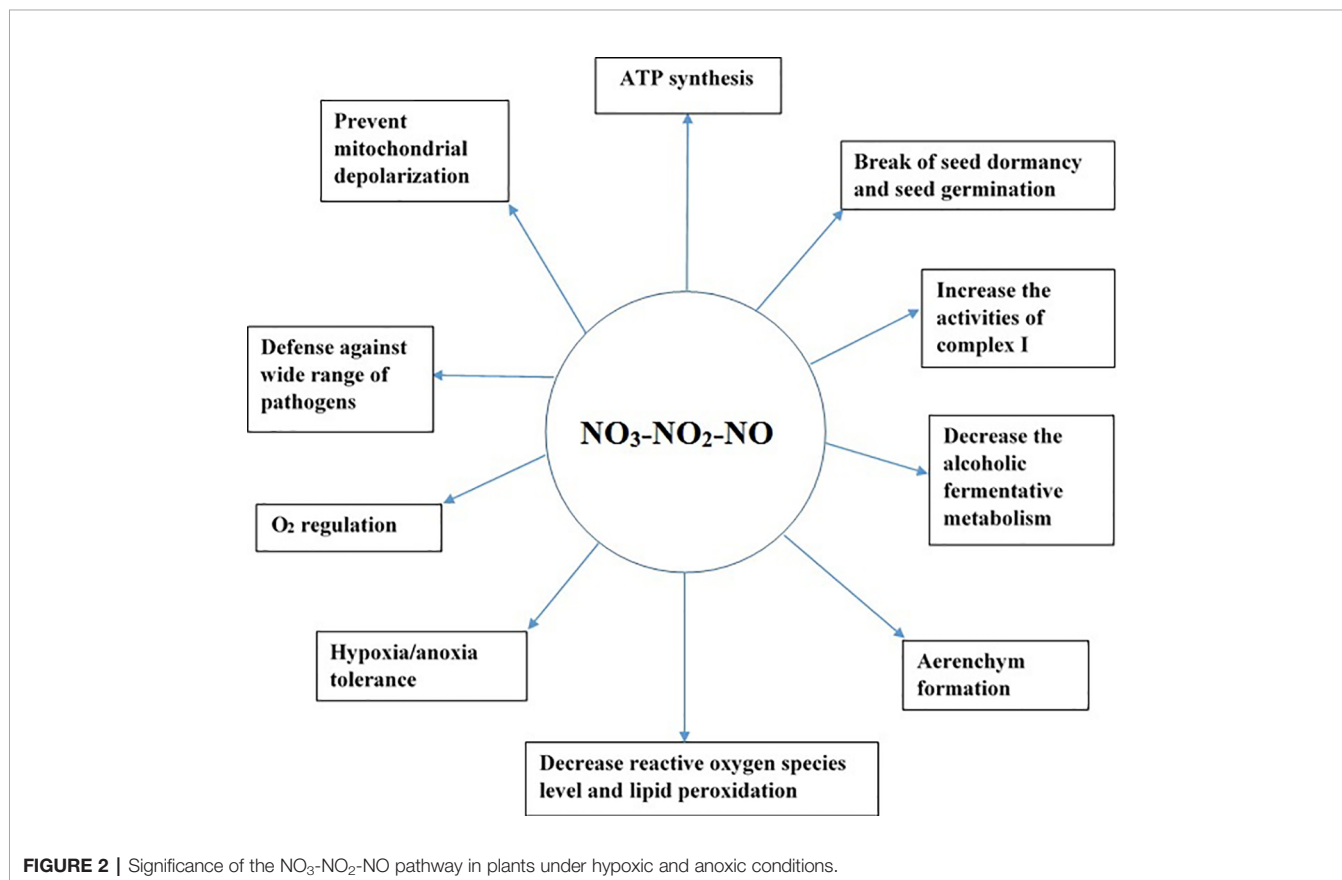 ATP synthesis
Prevent
mitochondrial
depolarization
Break of seed dormancy
and seed germination
Increase the
activities of
complex I
Defense against
wide range of
pathogens
NO₃-NO₂-NO
Decrease the
alcoholic
fermentative
metabolism
O₂ regulation
Hypoxia/anoxia
tolerance
Aerenchym
formation
Decrease reactive oxygen species
level and lipid peroxidation
FIGURE 2 | Significance of the NO₃-NO₂-NO pathway in plants under hypoxic and anoxic conditions.